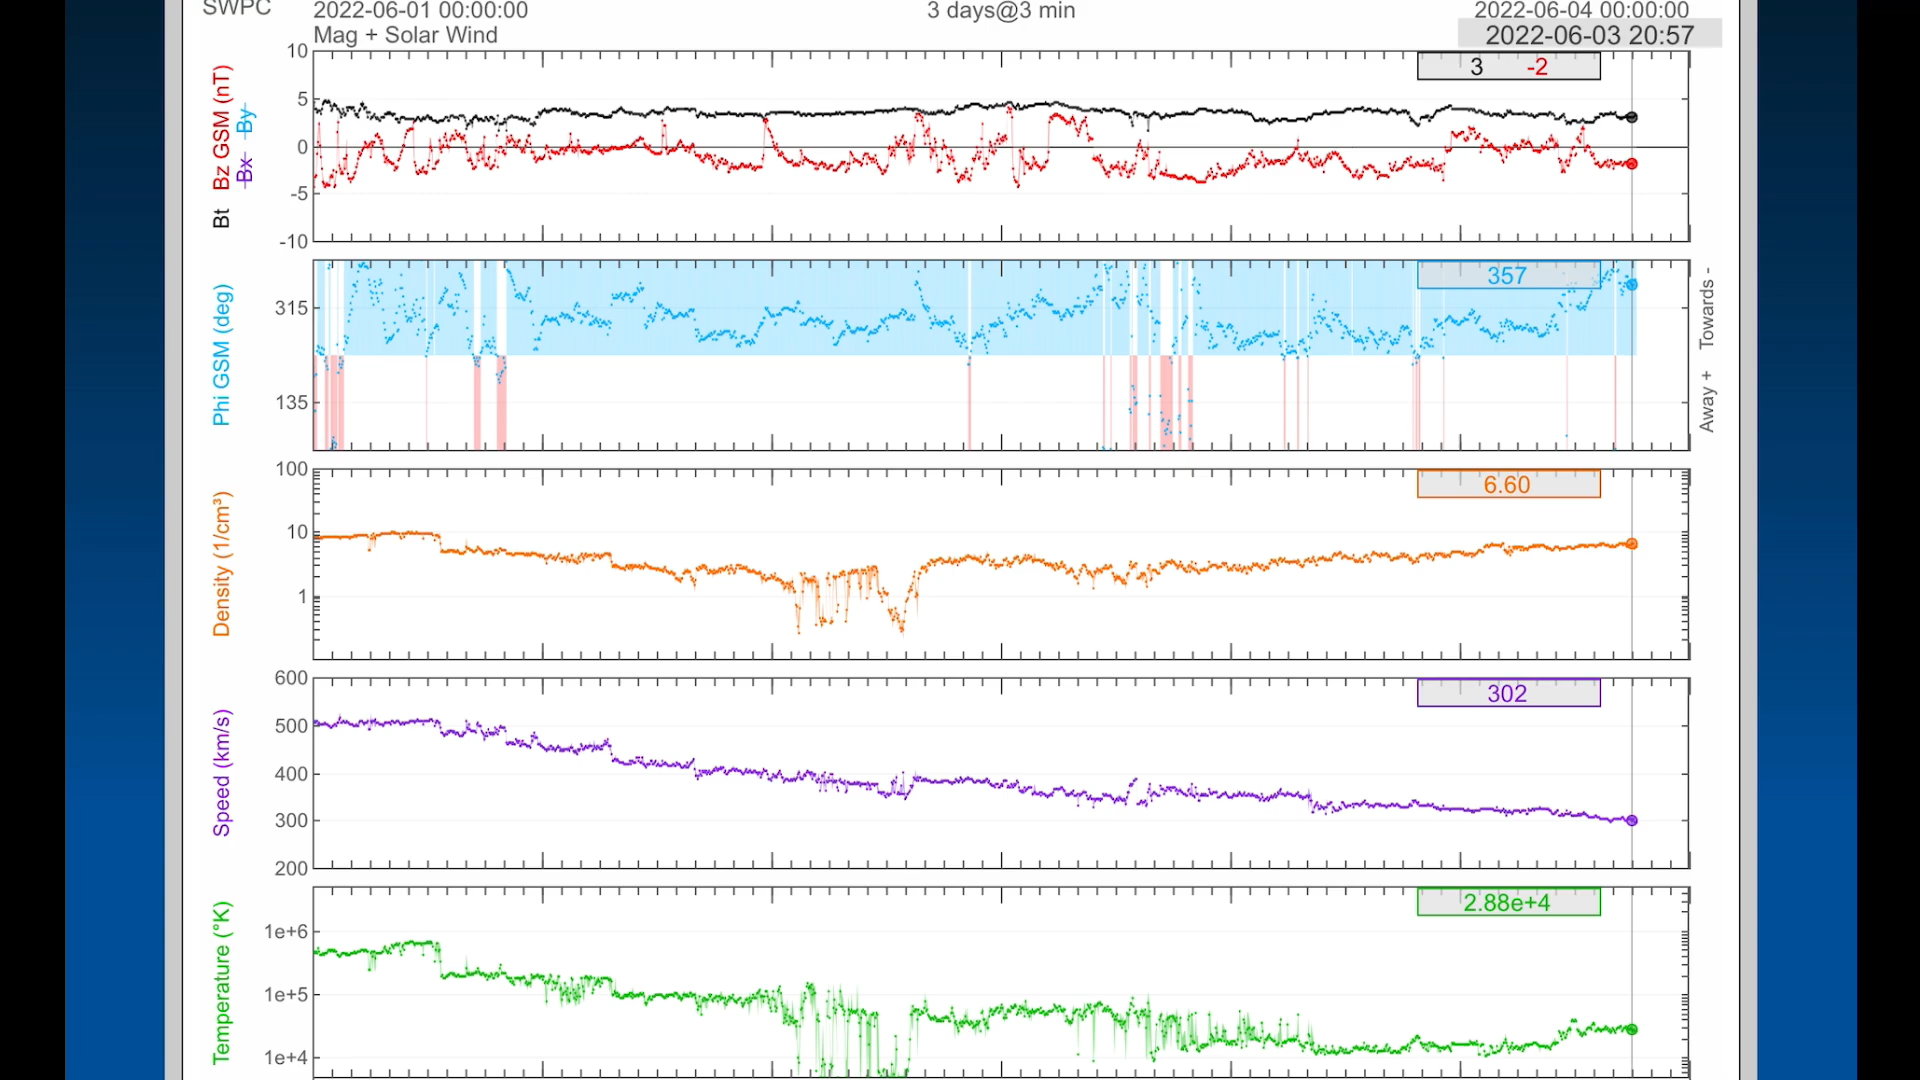 SWPC 2022-06-01 00:00:00 3 days@3 min 2022-06-04 00:00:00
Mag + Solar Wind 2022-06-03 20:57
Bt Bz GSM (nT)
Bx By
10
5
0
-5
-10
3 -2
Phi GSM (deg)
315
135
357
Away + Towards -
Density (1/cm³)
100
10
1
6.60
Speed (km/s)
600
500
400
300
200
302
Temperature (°K)
1e+6
1e+5
1e+4
2.88e+4